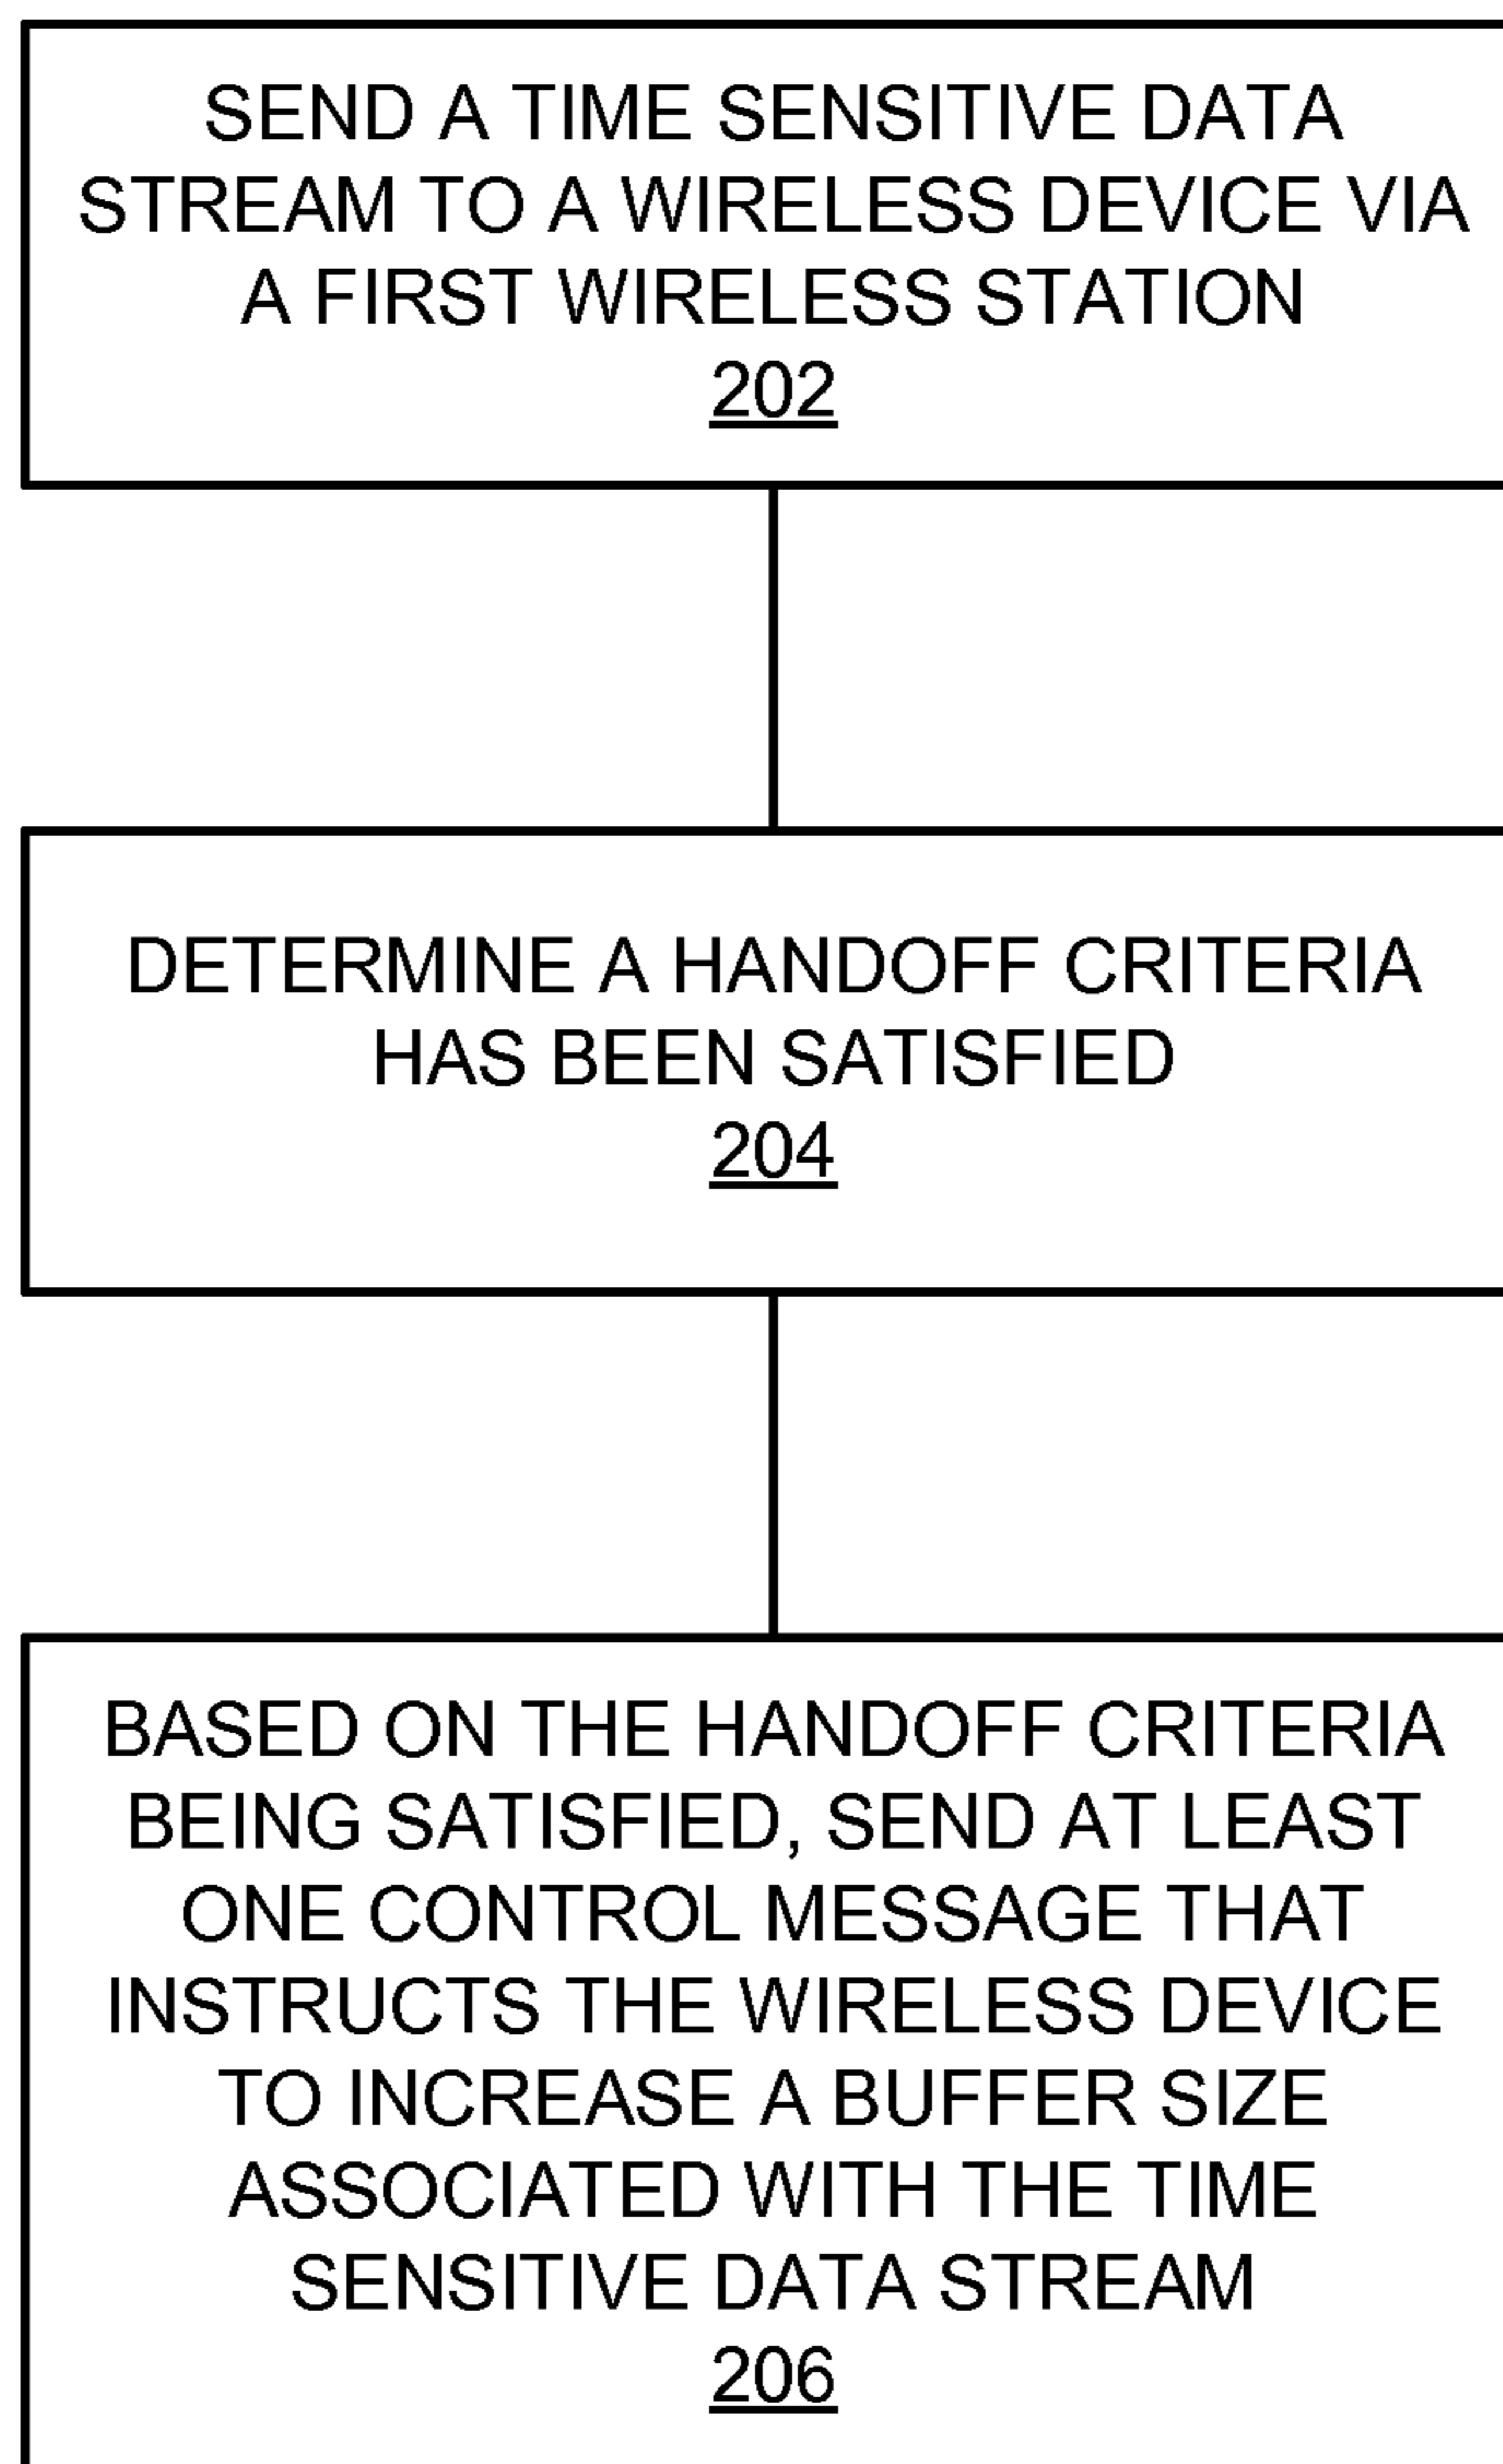 SEND A TIME SENSITIVE DATA
STREAM TO A WIRELESS DEVICE VIA
A FIRST WIRELESS STATION
202
DETERMINE A HANDOFF CRITERIA
HAS BEEN SATISFIED
204
BASED ON THE HANDOFF CRITERIA
BEING SATISFIED, SEND AT LEAST
ONE CONTROL MESSAGE THAT
INSTRUCTS THE WIRELESS DEVICE
TO INCREASE A BUFFER SIZE
ASSOCIATED WITH THE TIME
SENSITIVE DATA STREAM
206